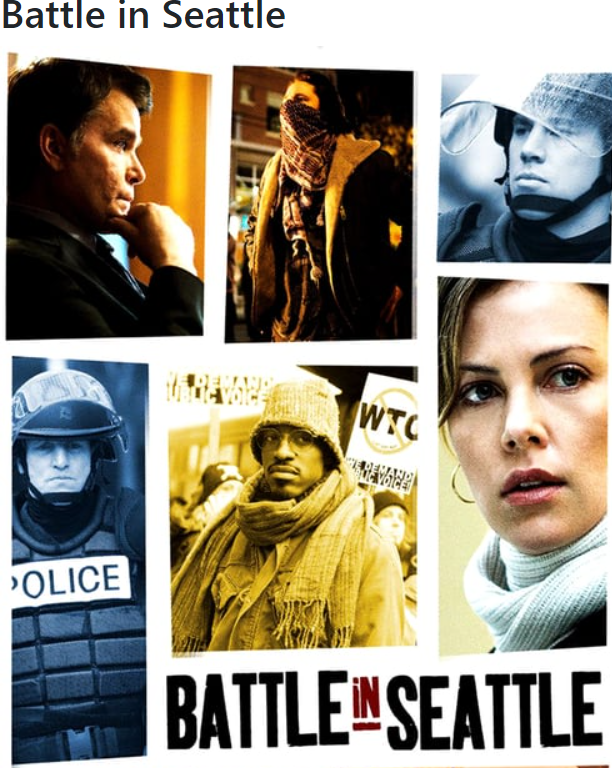 Battle in Seattle
WE DEMAND
PUBLIC VOICE
WTO
WE DEMAND
PUBLIC VOICE!
POLICE
BATTLE iN SEATTLE